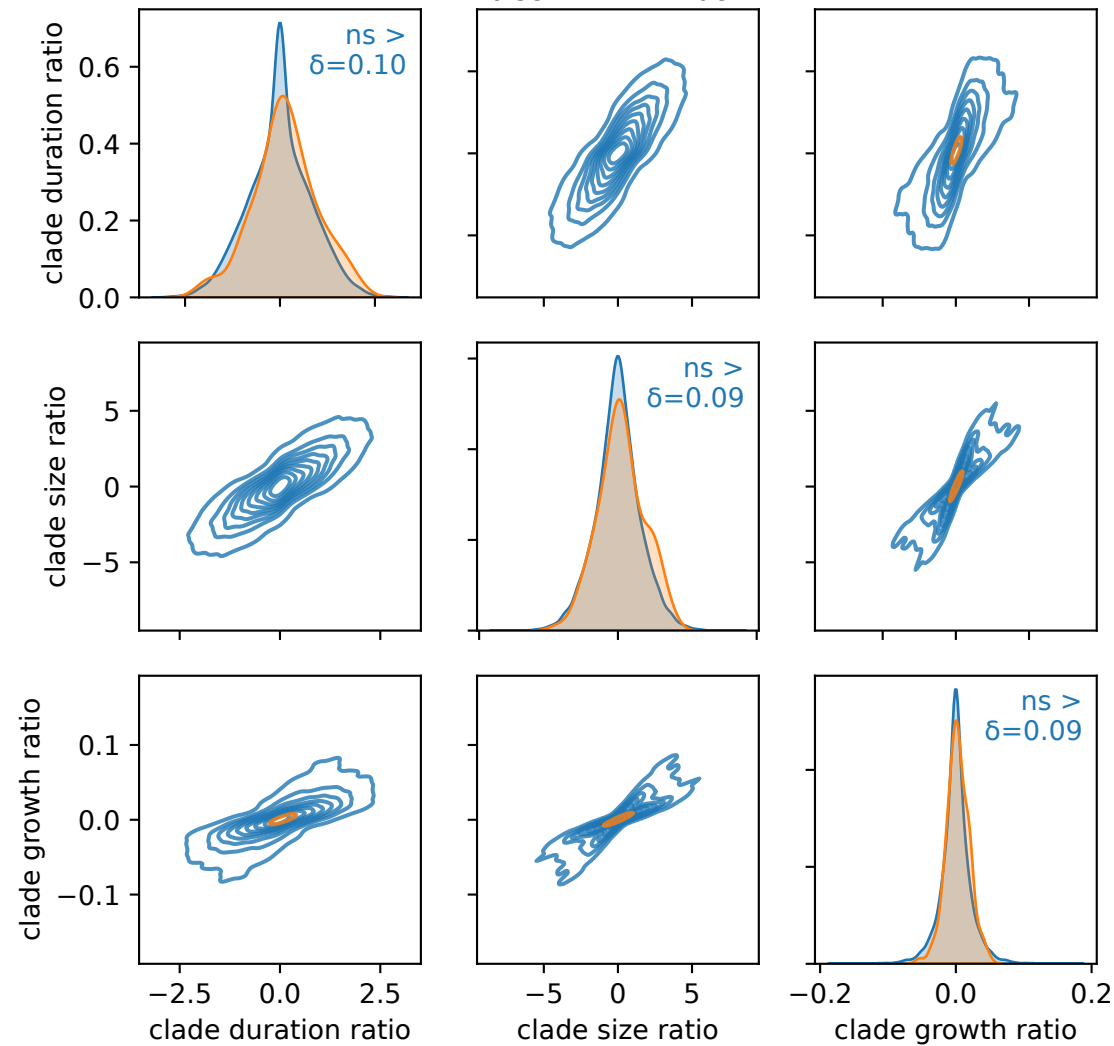 clade duration ratio
0.6
0.4
0.2
0.0
ns >
δ=0.10
clade size ratio
5
0
−5
ns >
δ=0.09
clade growth ratio
0.1
0.0
−0.1
ns >
δ=0.09
−2.5 0.0 2.5
−5 0 5
−0.2 0.0 0.2
clade duration ratio
clade size ratio
clade growth ratio